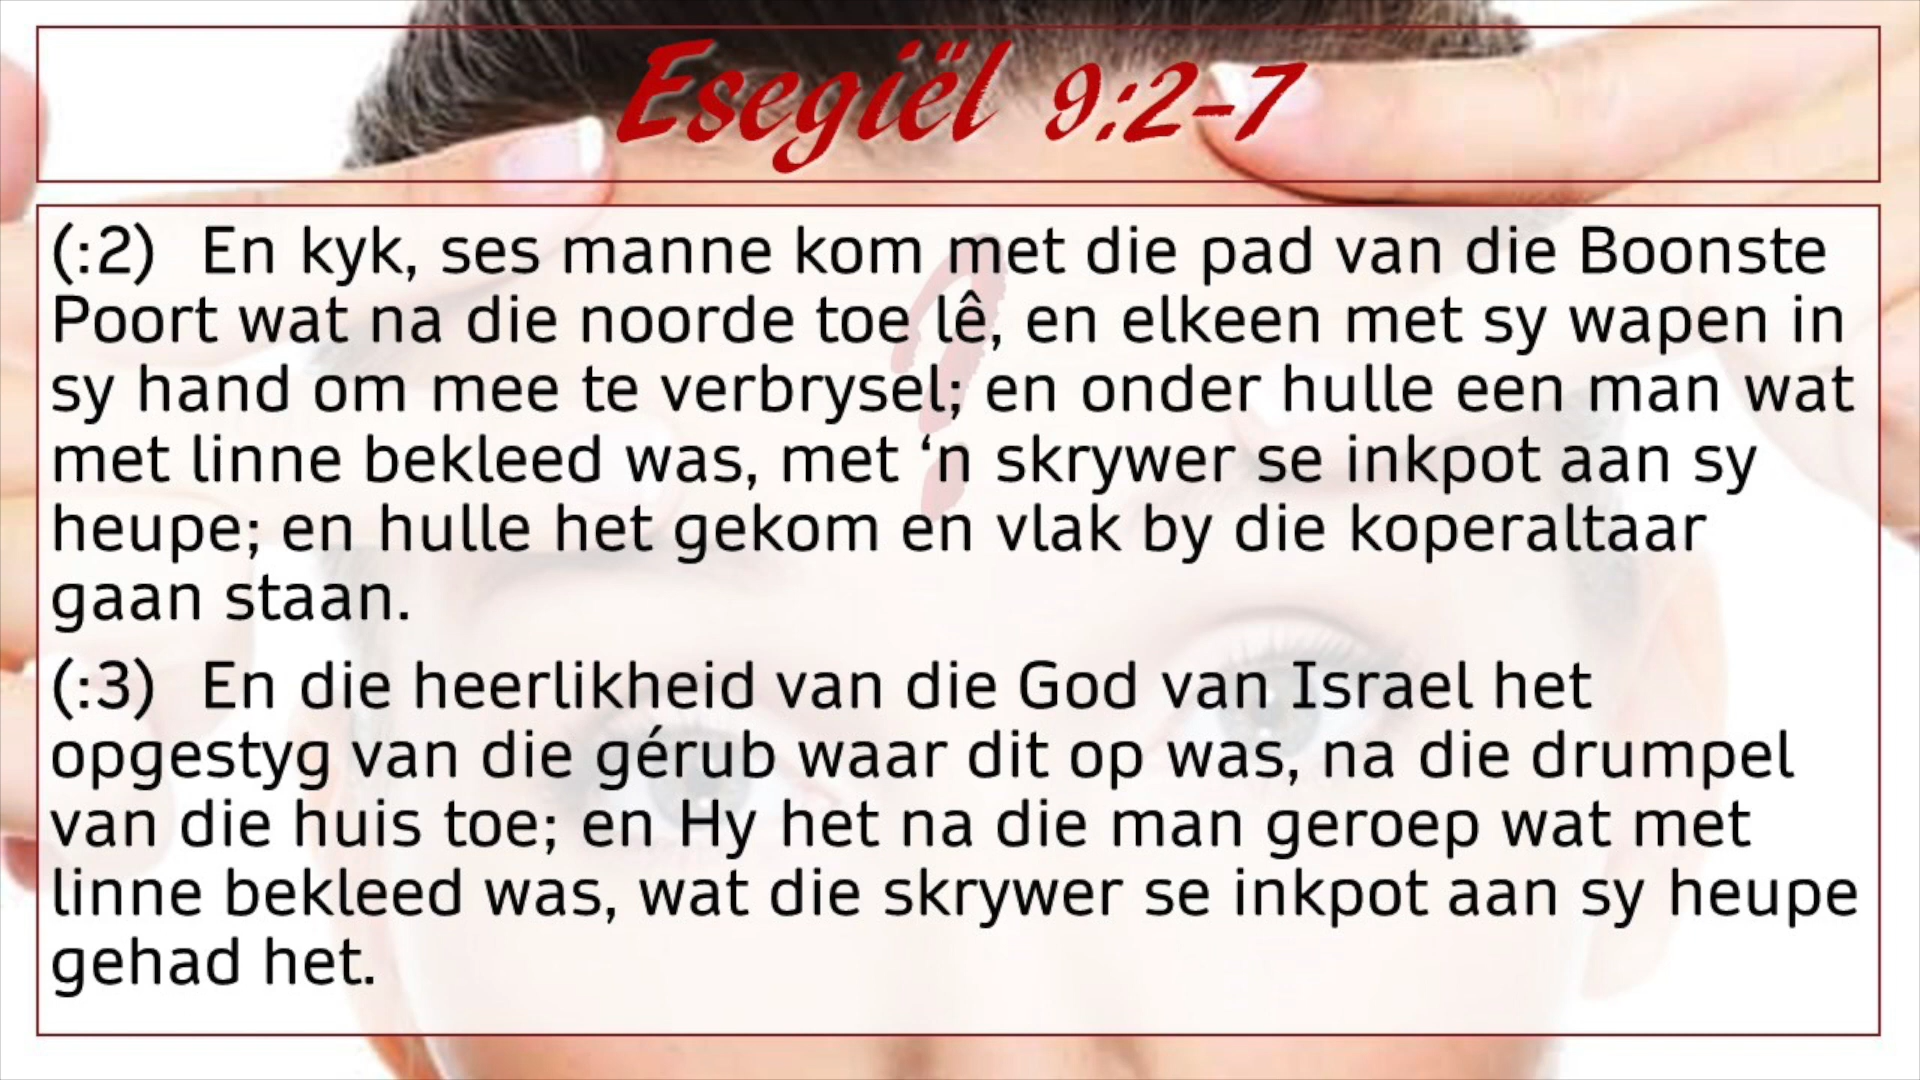 Esegiël 9:2-7
(:2) En kyk, ses manne kom met die pad van die Boonste
Poort wat na die noorde toe lê, en elkeen met sy wapen in
sy hand om mee te verbrysel; en onder hulle een man wat
met linne bekleed was, met ‘n skrywer se inkpot aan sy
heupe; en hulle het gekom en vlak by die koperaltaar
gaan staan.
(:3) En die heerlikheid van die God van Israel het
opgestyg van die gérub waar dit op was, na die drumpel
van die huis toe; en Hy het na die man geroep wat met
linne bekleed was, wat die skrywer se inkpot aan sy heupe
gehad het.